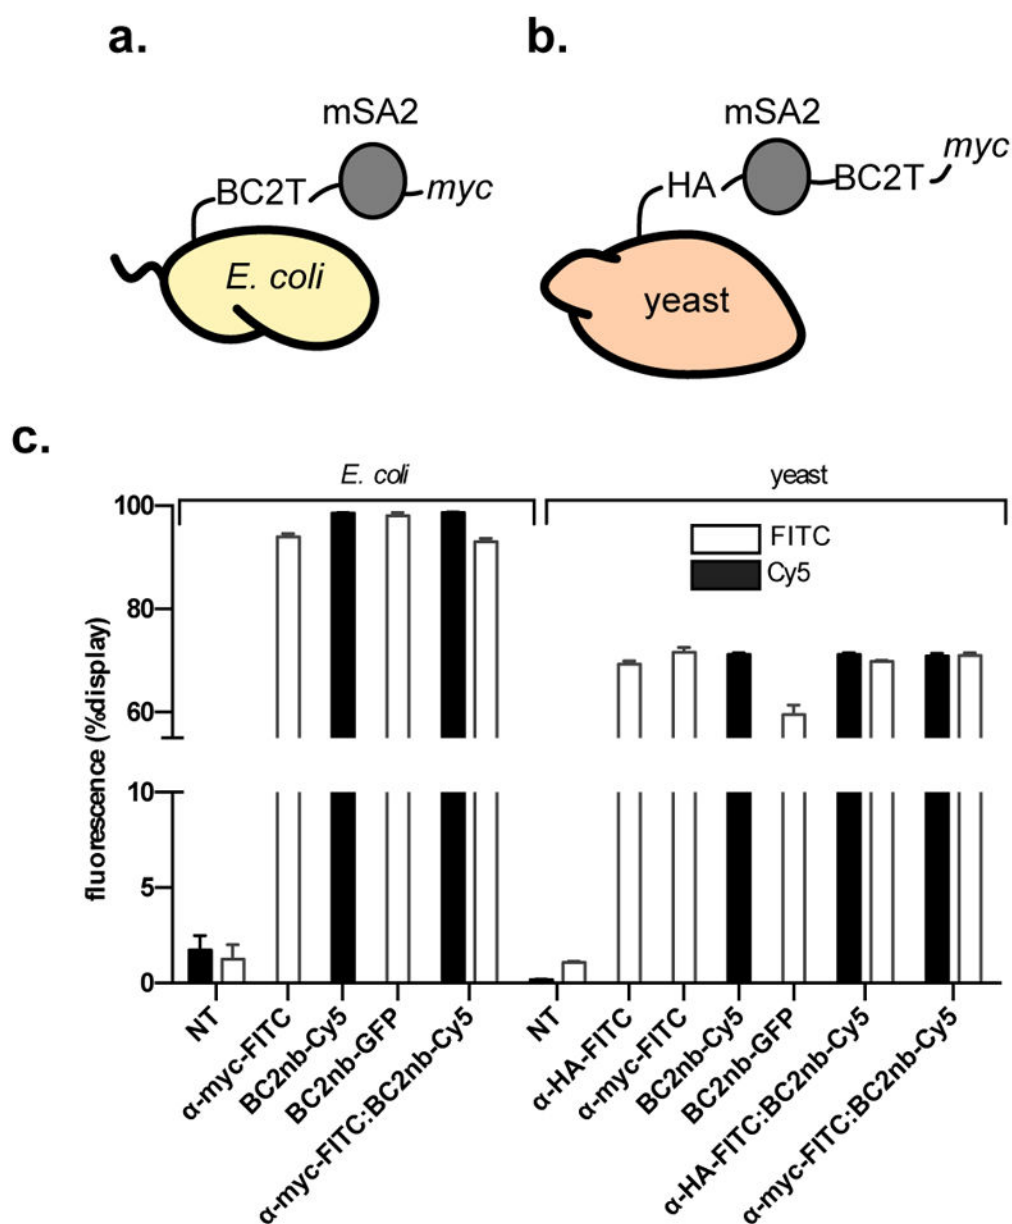 a.
mSA2
BC2T
myc
E. coli
b.
mSA2
HA
BC2T
myc
yeast
c.
E. coli
yeast
FITC
Cy5
fluorescence (%display)
100
80
60
10
5
0
NT
α-myc-FITC
BC2nb-Cy5
BC2nb-GFP
α-myc-FITC:BC2nb-Cy5
NT
α-HA-FITC
α-myc-FITC
BC2nb-Cy5
BC2nb-GFP
α-HA-FITC:BC2nb-Cy5
α-myc-FITC:BC2nb-Cy5